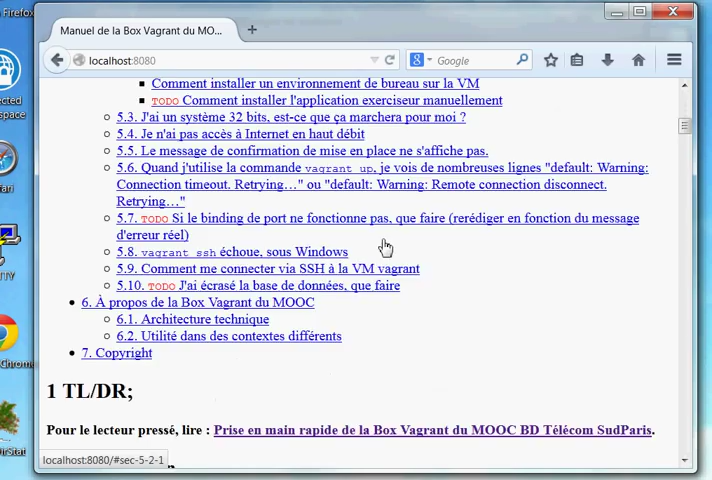 Firefox
Manuel de la Box Vagrant du MO...
localhost:8080
Google
Comment installer un environnement de bureau sur la VM
TODO Comment installer l'application exerciseur manuellement
5.3. J'ai un système 32 bits, est-ce que ça marchera pour moi ?
5.4. Je n'ai pas accès à Internet en haut débit
5.5. Le message de confirmation de mise en place ne s'affiche pas.
5.6. Quand j'utilise la commande vagrant up, je vois de nombreuses lignes "default: Warning:
Connection timeout. Retrying…" ou "default: Warning: Remote connection disconnect.
Retrying…"
5.7. TODO Si le binding de port ne fonctionne pas, que faire (rerédiger en fonction du message
d'erreur réel)
5.8. vagrant ssh échoue, sous Windows
5.9. Comment me connecter via SSH à la VM vagrant
5.10. TODO J'ai écrasé la base de données, que faire
6. À propos de la Box Vagrant du MOOC
6.1. Architecture technique
6.2. Utilité dans des contextes différents
7. Copyright
1 TL/DR;
Pour le lecteur pressé, lire : Prise en main rapide de la Box Vagrant du MOOC BD Télécom SudParis.
localhost:8080/#sec-5-2-1
ected
space
ari
TTY
Chrome
irStat